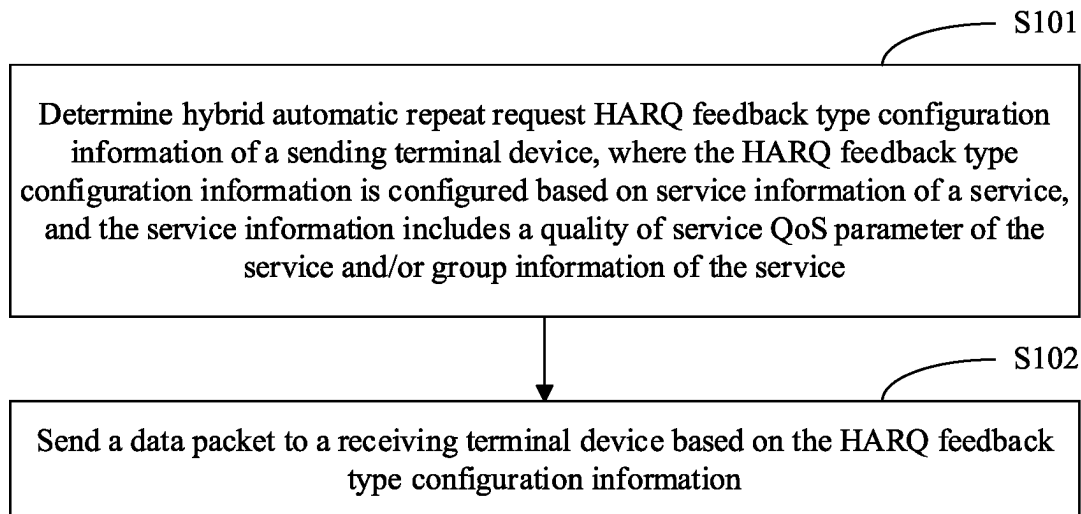 S101
Determine hybrid automatic repeat request HARQ feedback type configuration
information of a sending terminal device, where the HARQ feedback type
configuration information is configured based on service information of a service,
and the service information includes a quality of service QoS parameter of the
service and/or group information of the service
S102
Send a data packet to a receiving terminal device based on the HARQ feedback
type configuration information